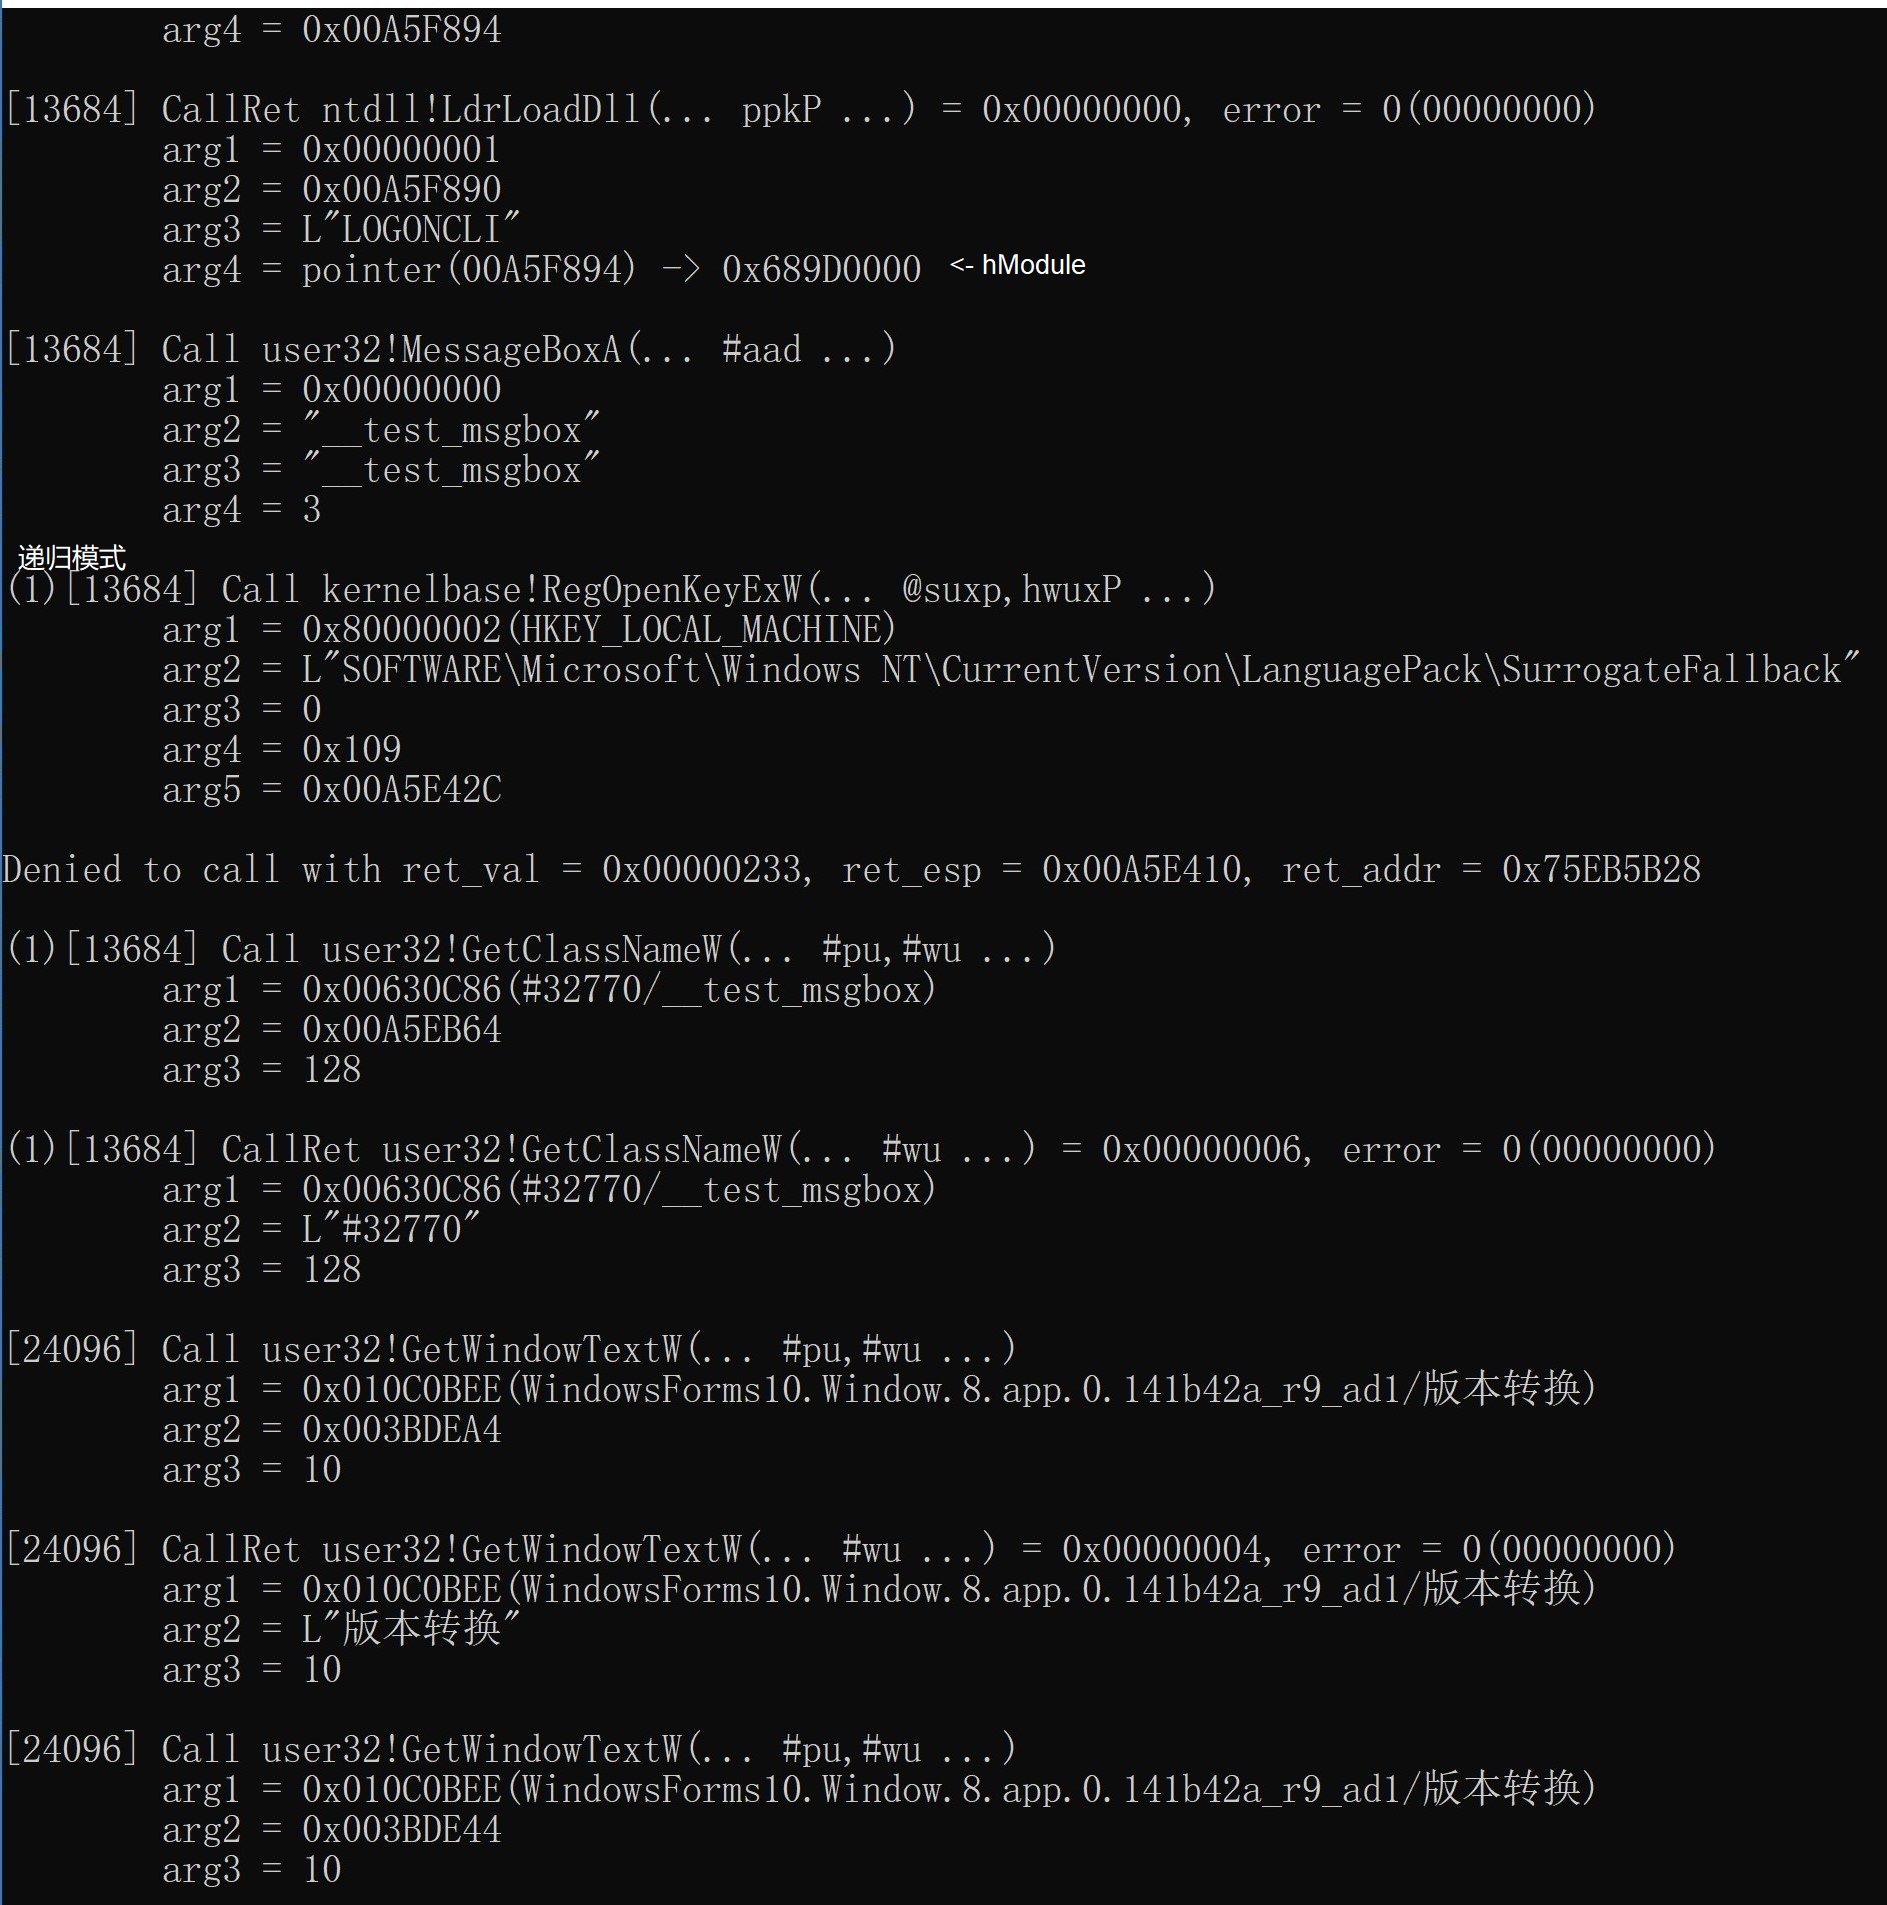 arg4 = 0x00A5F894
[13684] CallRet ntdll!LdrLoadDll(... ppkP ...) = 0x00000000, error = 0(00000000)
arg1 = 0x00000001
arg2 = 0x00A5F890
arg3 = L"LOGONCLI"
arg4 = pointer(00A5F894) -> 0x689D0000 <- hModule
[13684] Call user32!MessageBoxA(... #aad ...)
arg1 = 0x00000000
arg2 = "__test_msgbox"
arg3 = "__test_msgbox"
arg4 = 3
递归模式
(1)[13684] Call kernelbase!RegOpenKeyExW(... @suxp,hwuxP ...)
arg1 = 0x80000002(HKEY_LOCAL_MACHINE)
arg2 = L"SOFTWARE\Microsoft\Windows NT\CurrentVersion\LanguagePack\SurrogateFallback"
arg3 = 0
arg4 = 0x109
arg5 = 0x00A5E42C
Denied to call with ret_val = 0x00000233, ret_esp = 0x00A5E410, ret_addr = 0x75EB5B28
(1)[13684] Call user32!GetClassNameW(... #pu,#wu ...)
arg1 = 0x00630C86(#32770/__test_msgbox)
arg2 = 0x00A5EB64
arg3 = 128
(1)[13684] CallRet user32!GetClassNameW(... #wu ...) = 0x00000006, error = 0(00000000)
arg1 = 0x00630C86(#32770/__test_msgbox)
arg2 = L"#32770"
arg3 = 128
[24096] Call user32!GetWindowTextW(... #pu,#wu ...)
arg1 = 0x010C0BEE(WindowsForms10.Window.8.app.0.141b42a_r9_ad1/版本转换)
arg2 = 0x003BDEA4
arg3 = 10
[24096] CallRet user32!GetWindowTextW(... #wu ...) = 0x00000004, error = 0(00000000)
arg1 = 0x010C0BEE(WindowsForms10.Window.8.app.0.141b42a_r9_ad1/版本转换)
arg2 = L"版本转换"
arg3 = 10
[24096] Call user32!GetWindowTextW(... #pu,#wu ...)
arg1 = 0x010C0BEE(WindowsForms10.Window.8.app.0.141b42a_r9_ad1/版本转换)
arg2 = 0x003BDE44
arg3 = 10